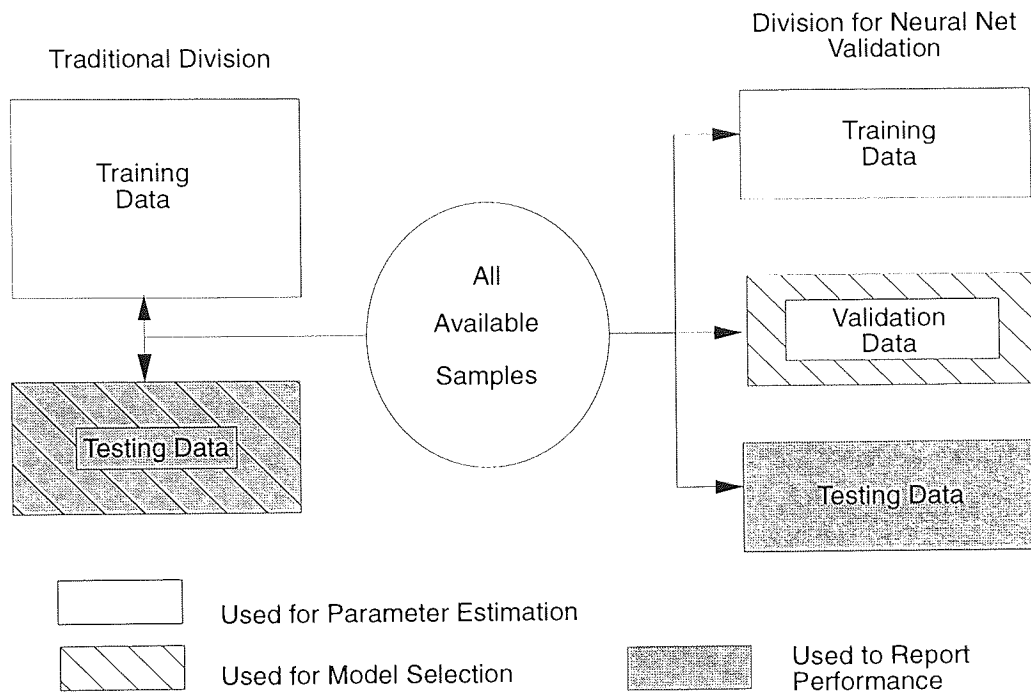 Traditional Division
Training
Data
Testing Data
All
Available
Samples
Division for Neural Net
Validation
Training
Data
Validation
Data
Testing Data
Used for Parameter Estimation
Used for Model Selection
Used to Report
Performance